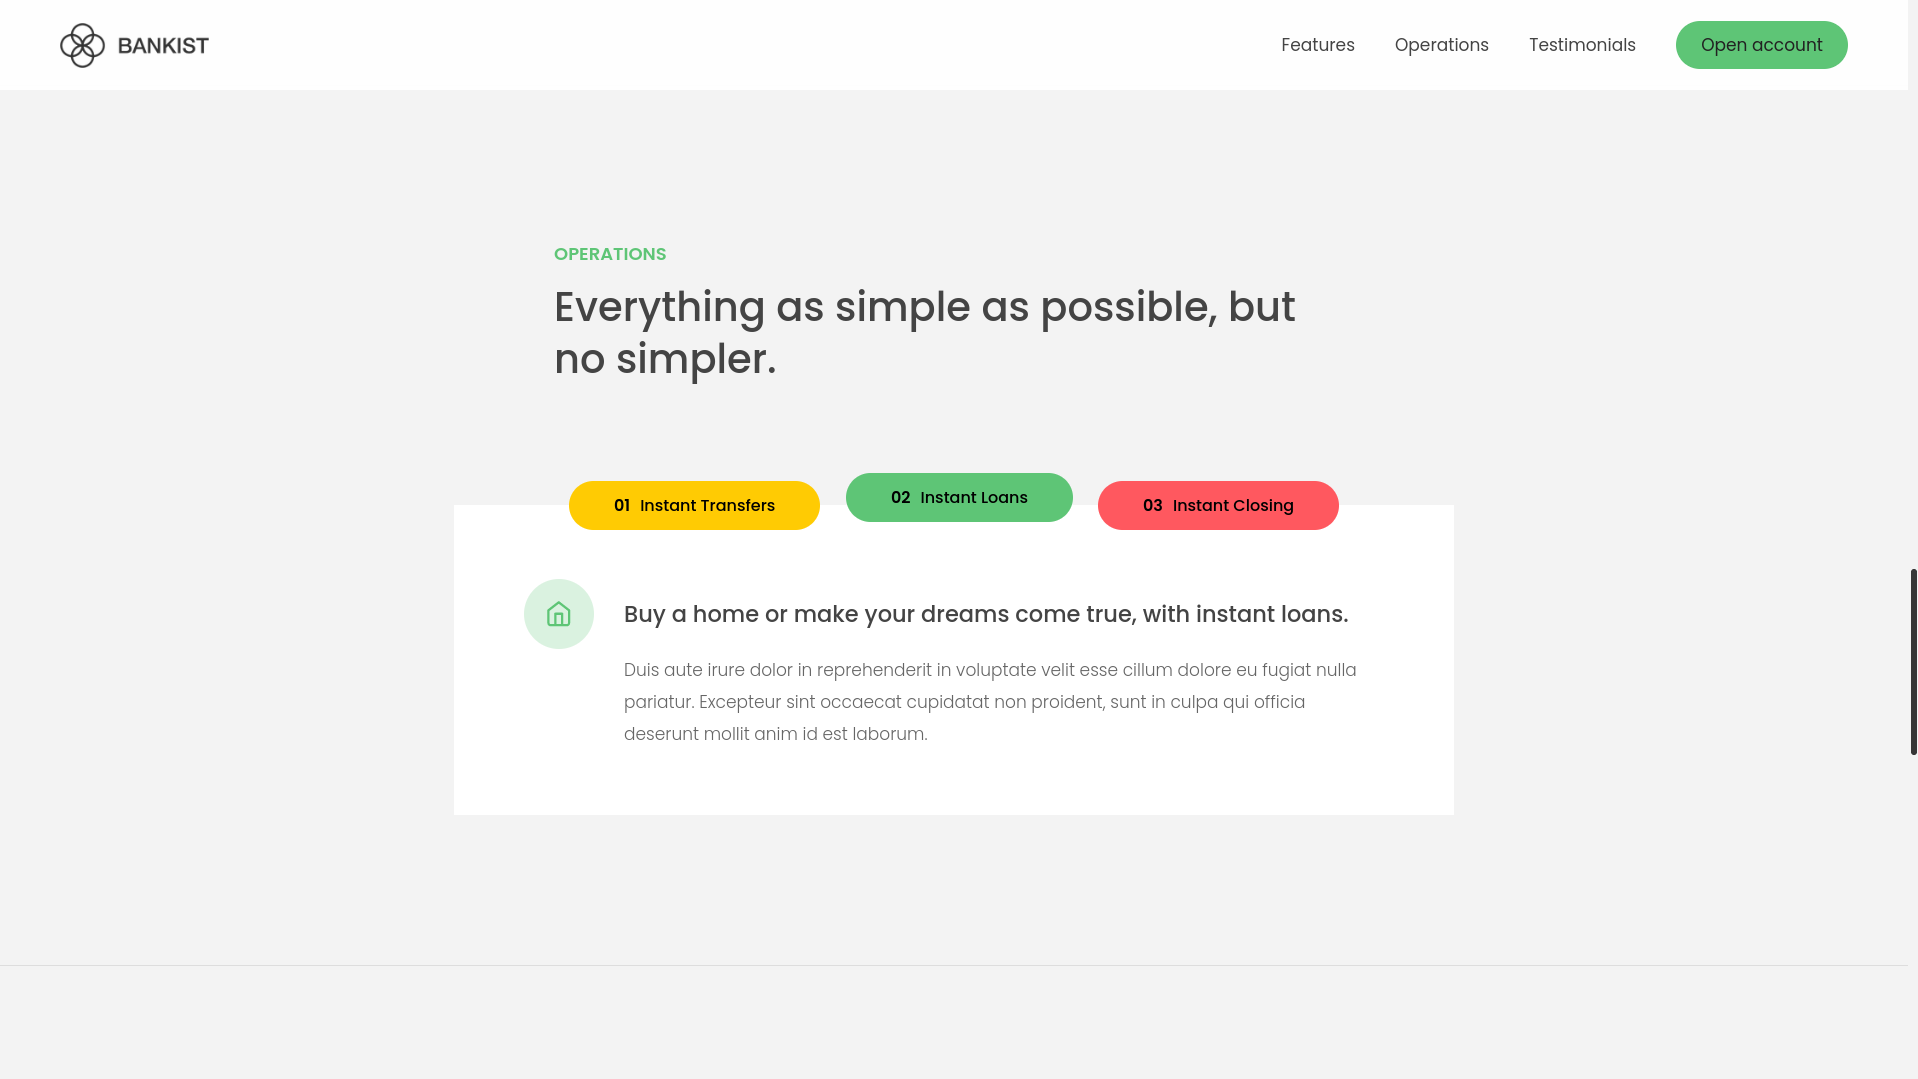 BANKIST
Features
Operations
Testimonials
Open account
OPERATIONS
Everything as simple as possible, but
no simpler.
01 Instant Transfers
02 Instant Loans
03 Instant Closing
Buy a home or make your dreams come true, with instant loans.
Duis aute irure dolor in reprehenderit in voluptate velit esse cillum dolore eu fugiat nulla
pariatur. Excepteur sint occaecat cupidatat non proident, sunt in culpa qui officia
deserunt mollit anim id est laborum.